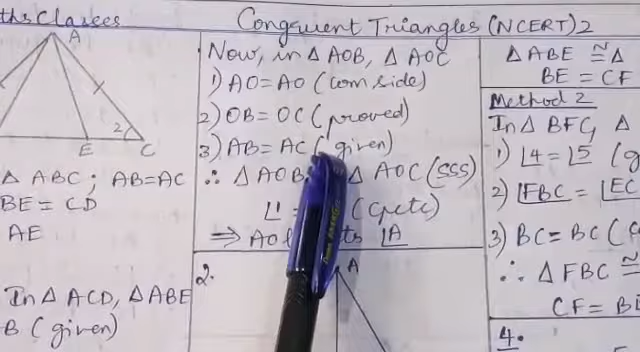 ths Classes
Congruent Triangles (NCERT) 2
A
2
E
C
Δ ABC ; AB=AC
BE = CD
AE
In Δ ACD, Δ ABE
B (given)
Now, in Δ AOB, Δ AOC
1) AO = AO (com side)
2) OB = OC (proved)
3) AB = AC (given)
∴ Δ AOB Δ AOC (SSS)
∠1 = (cpctc)
⇒ AO ∠A
2.
A
Δ ABE ≅ Δ
BE = CF
Method 2
In Δ BFC, Δ
1) ∠4 = ∠5 (g
2) ∠FBC = ∠EC
3) BC = BC (
∴ Δ FBC ≅
CF = BE
4.